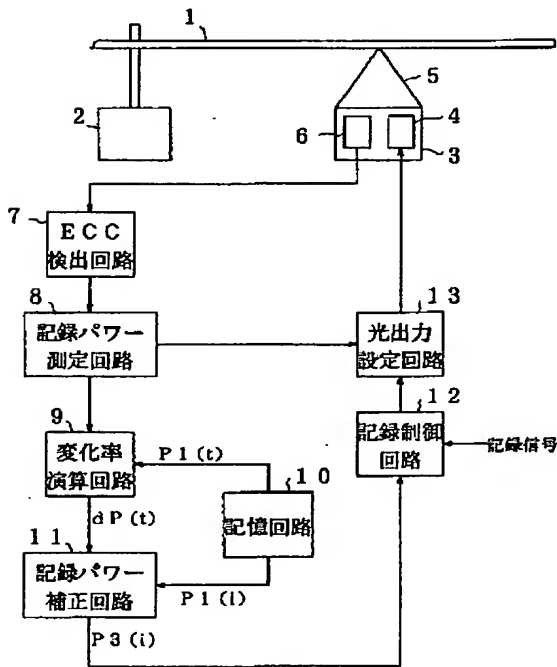 1
2
5
6
4
3
7
ECC
検出回路
8
記録パワー
測定回路
13
光出力
設定回路
12
記録制御
回路
記録信号
9
変化率
演算回路
P1(t)
10
記憶回路
dP(t)
11
記録パワー
補正回路
P1(i)
P3(i)